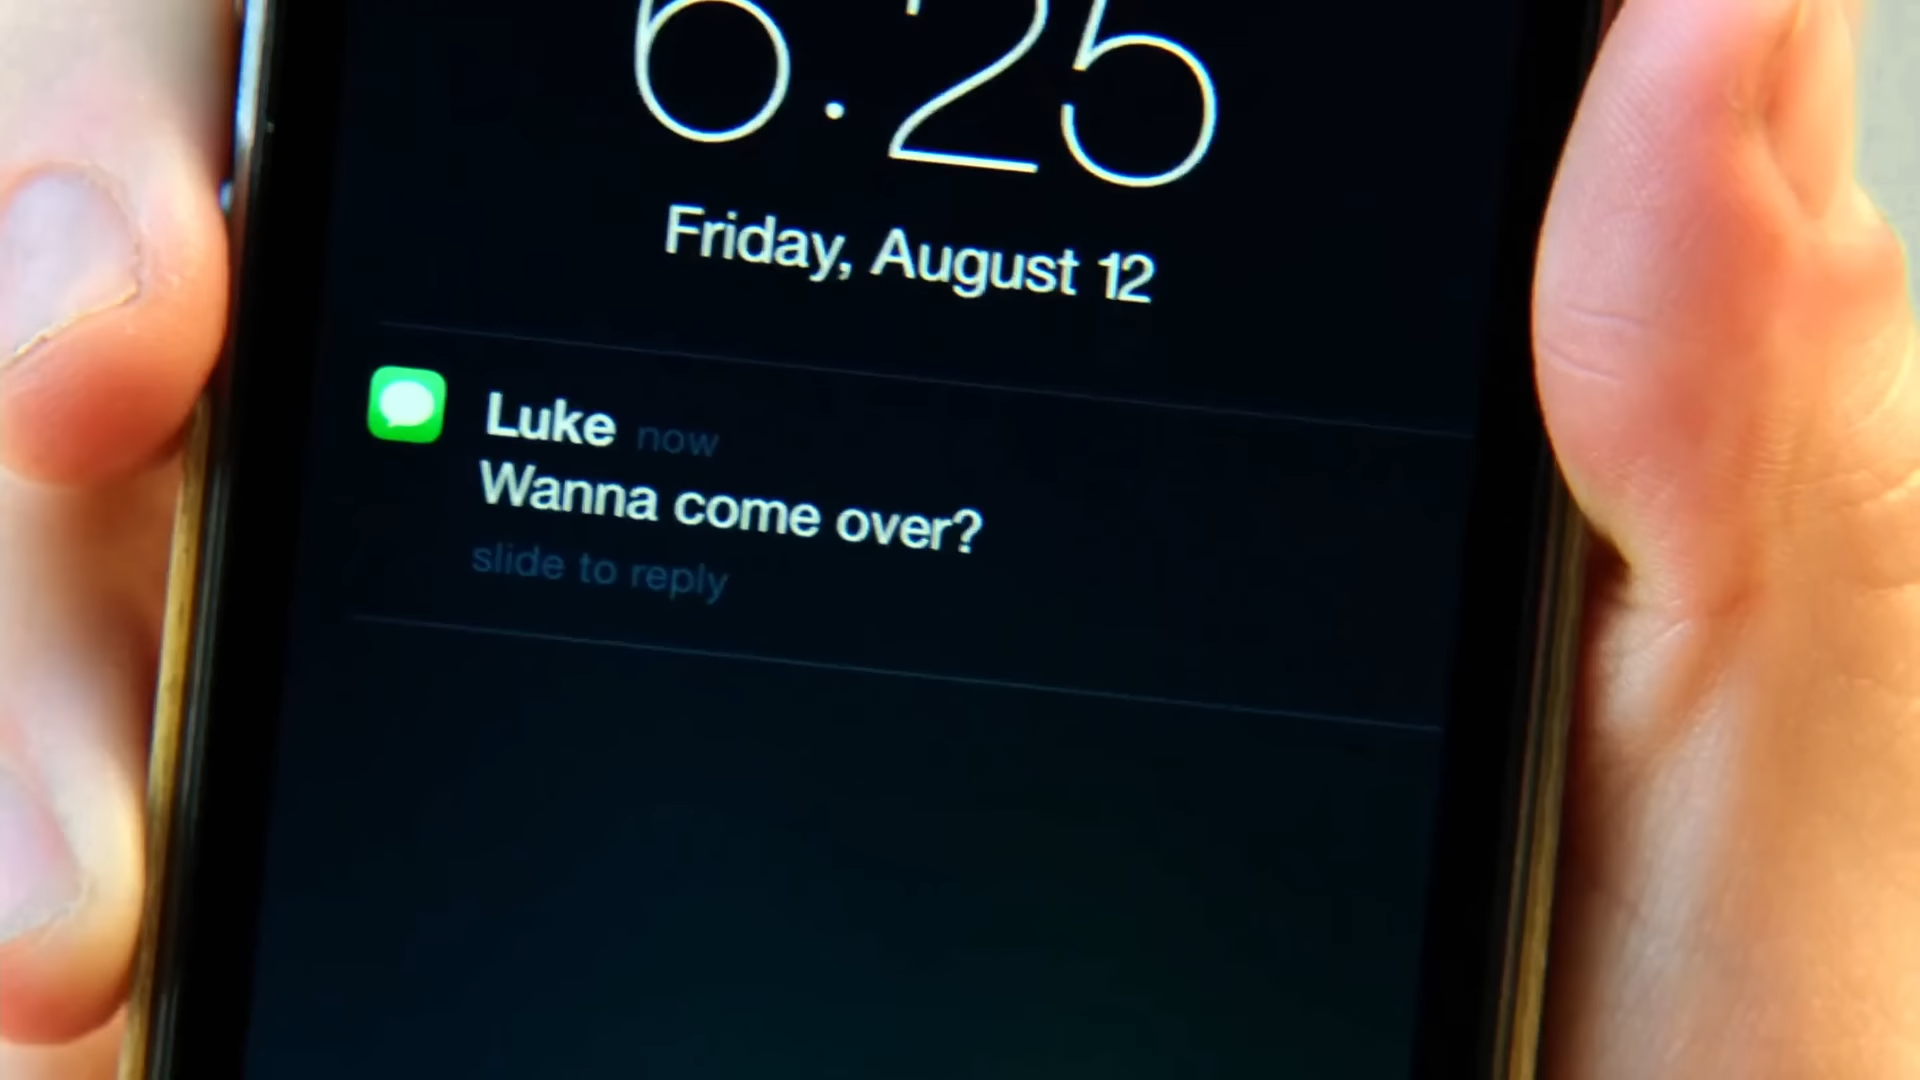 6:25
Friday, August 12
Luke now
Wanna come over?
slide to reply